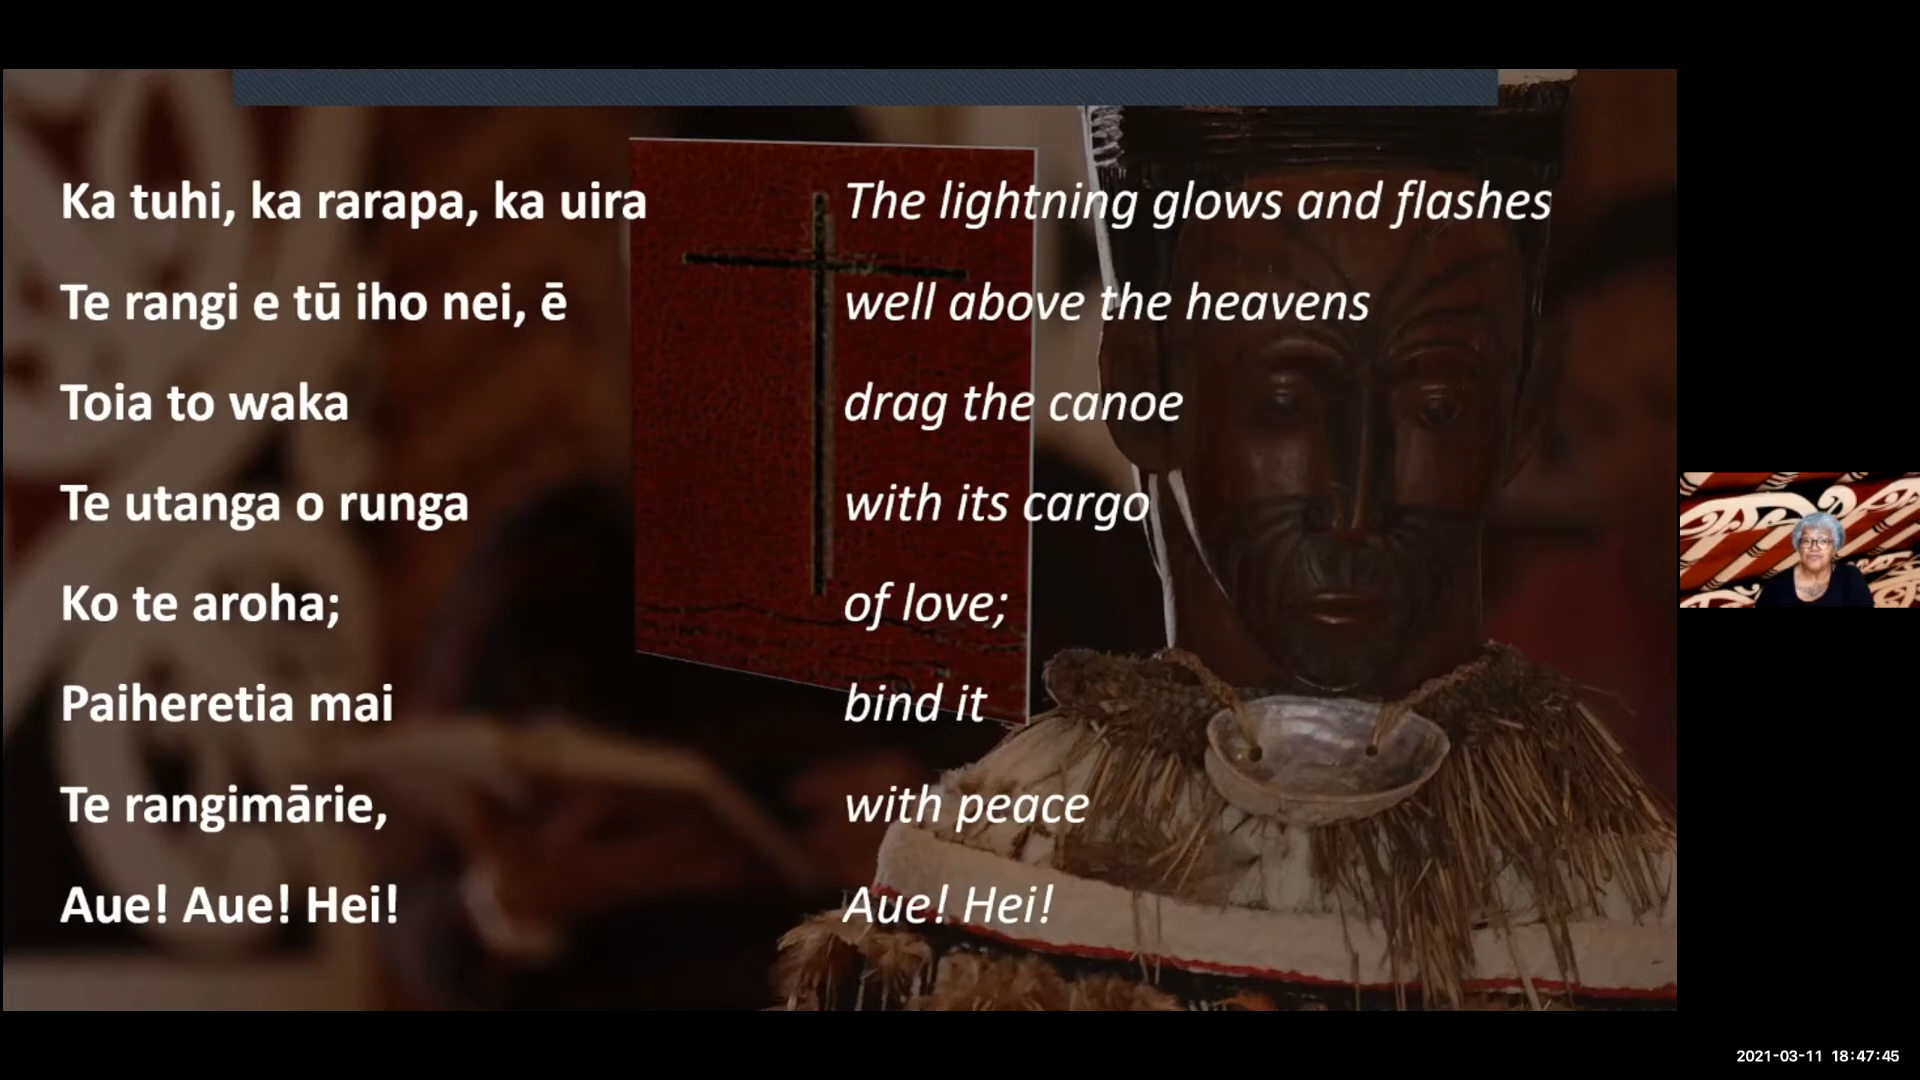 Ka tuhi, ka rarapa, ka uira
The lightning glows and flashes
Te rangi e tū iho nei, ē
well above the heavens
Toia to waka
drag the canoe
Te utanga o runga
with its cargo
Ko te aroha;
of love;
Paiheretia mai
bind it
Te rangimārie,
with peace
Aue! Aue! Hei!
Aue! Hei!
2021-03-11 18:47:45